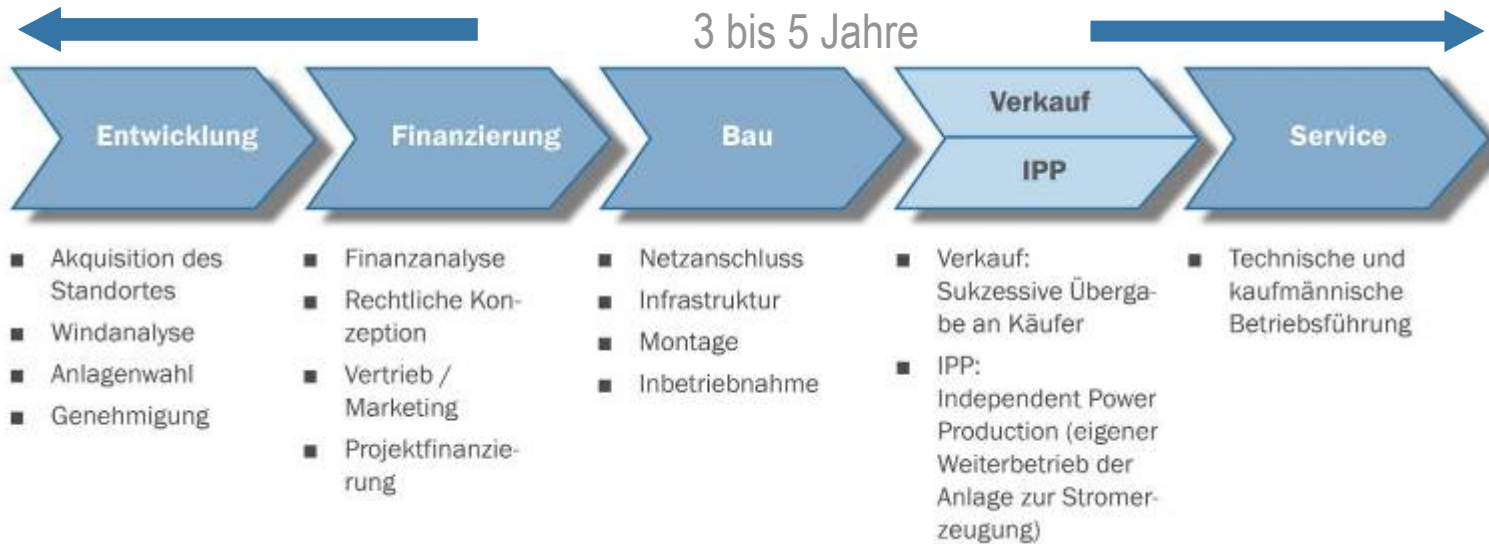 3 bis 5 Jahre
Entwicklung
Finanzierung
Bau
Verkauf
IPP
Service
■ Akquisition des
Standortes
■ Windanalyse
■ Anlagenwahl
■ Genehmigung
■ Finanzanalyse
■ Rechtliche Kon-
zeption
■ Vertrieb /
Marketing
■ Projektfinanzie-
rung
■ Netzanschluss
■ Infrastruktur
■ Montage
■ Inbetriebnahme
■ Verkauf:
Sukzessive Überga-
be an Käufer
■ IPP:
Independent Power
Production (eigener
Weiterbetrieb der
Anlage zur Stromer-
zeugung)
■ Technische und
kaufmännische
Betriebsführung